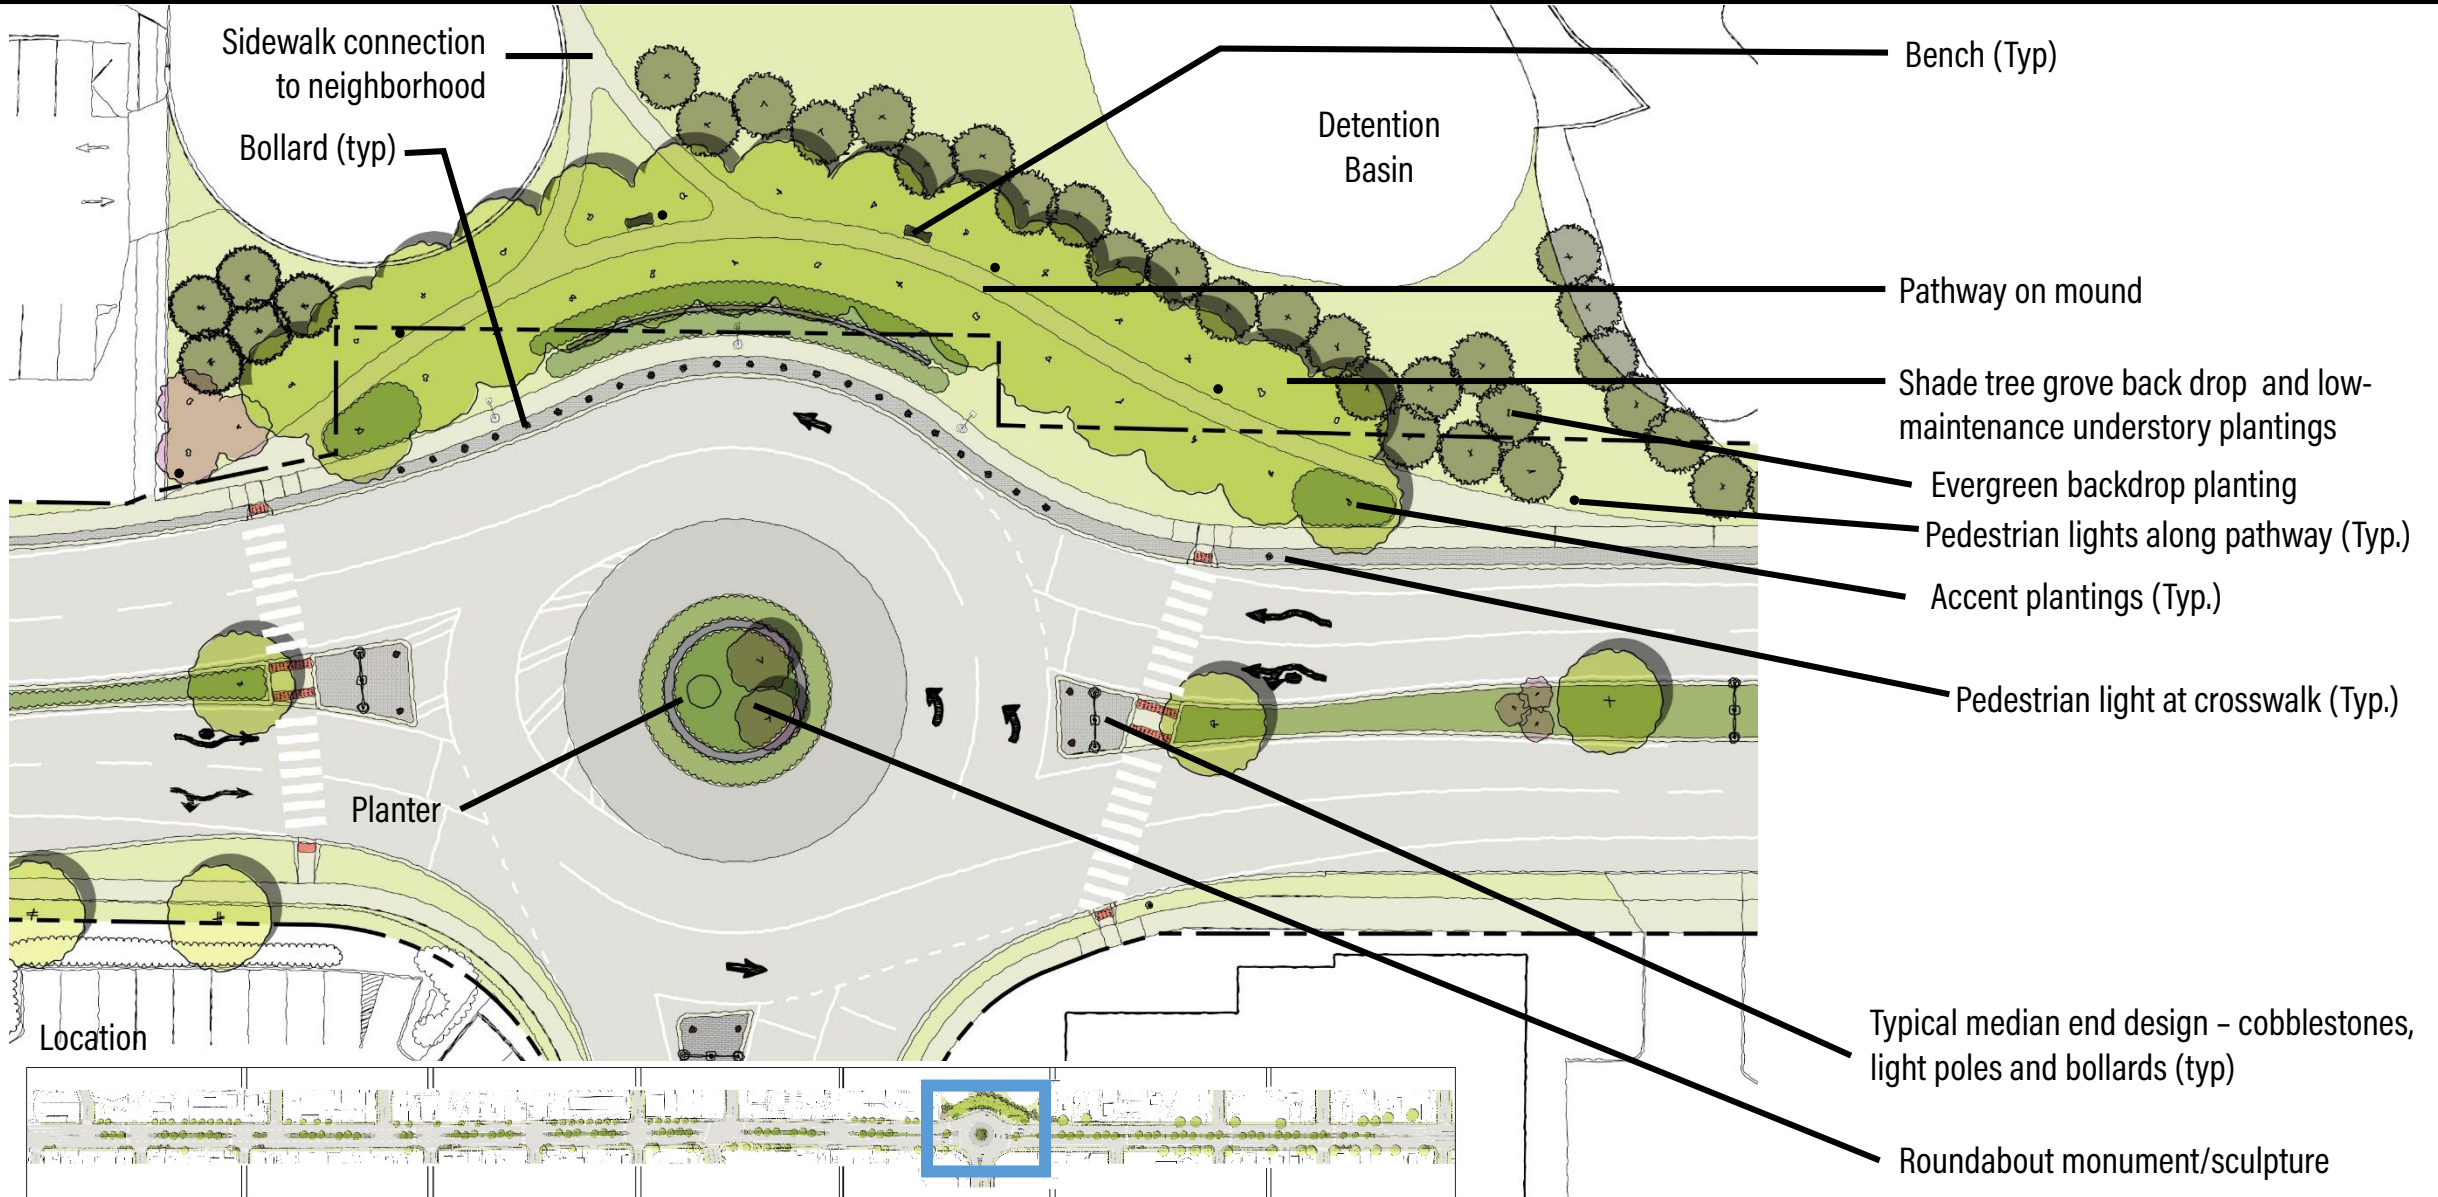 Sidewalk connection
to neighborhood
Bollard (typ)
Bench (Typ)
Detention
Basin
Pathway on mound
Shade tree grove back drop and low-
maintenance understory plantings
Evergreen backdrop planting
Pedestrian lights along pathway (Typ.)
Accent plantings (Typ.)
Pedestrian light at crosswalk (Typ.)
Planter
Typical median end design – cobblestones,
light poles and bollards (typ)
Roundabout monument/sculpture
Location